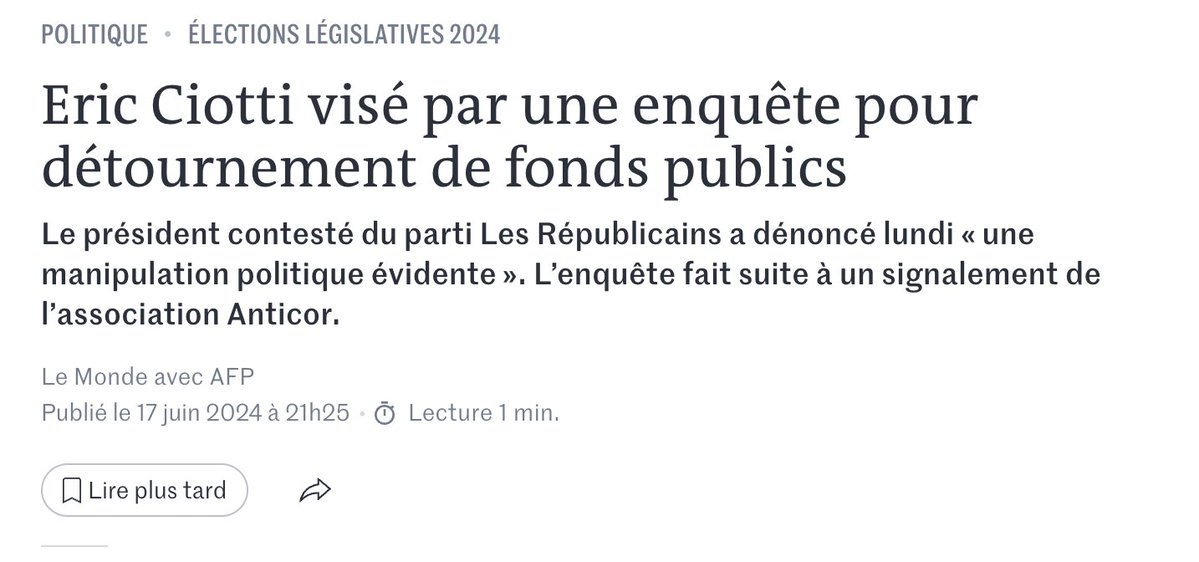 POLITIQUE • ÉLECTIONS LÉGISLATIVES 2024
Eric Ciotti visé par une enquête pour
détournement de fonds publics
Le président contesté du parti Les Républicains a dénoncé lundi « une
manipulation politique évidente ». L’enquête fait suite à un signalement de
l’association Anticor.
Le Monde avec AFP
Publié le 17 juin 2024 à 21h25 • Lecture 1 min.
Lire plus tard